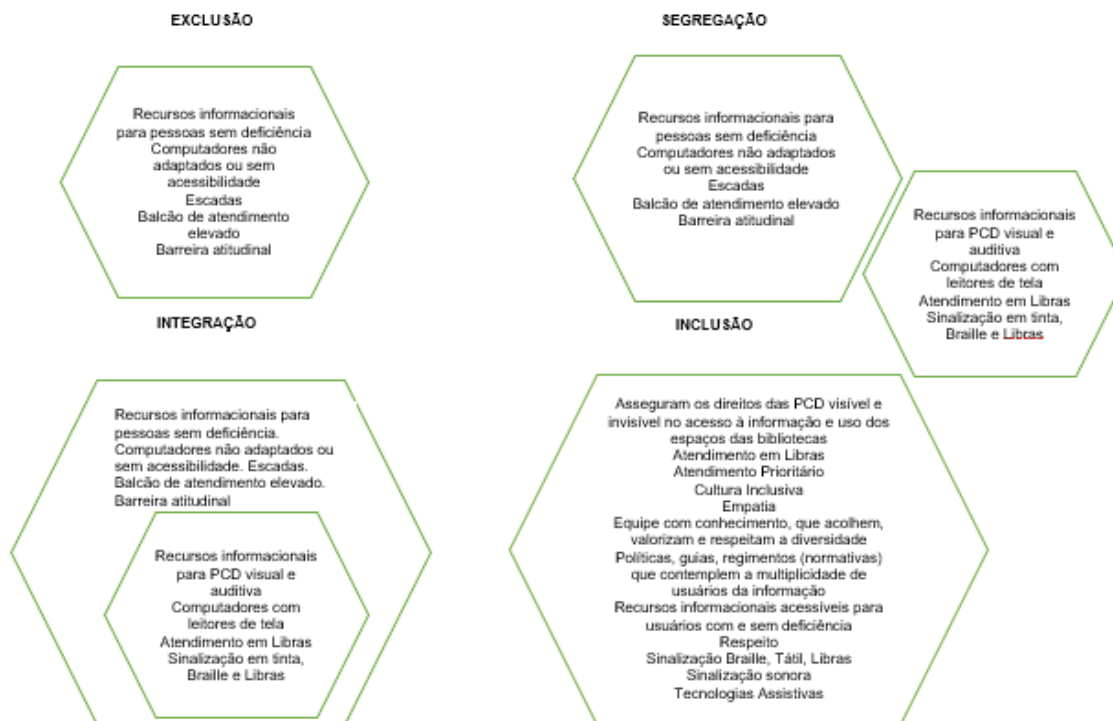 EXCLUSÃO
Recursos informacionais
para pessoas sem deficiência
Computadores não
adaptados ou sem
acessibilidade
Escadas
Balcão de atendimento
elevado
Barreira atitudinal
SEGREGAÇÃO
Recursos informacionais para
pessoas sem deficiência
Computadores não adaptados
ou sem acessibilidade
Escadas
Balcão de atendimento elevado
Barreira atitudinal
Recursos informacionais
para PCD visual e
auditiva
Computadores com
leitores de tela
Atendimento em Libras
Sinalização em tinta,
Braille e Libras
INTEGRAÇÃO
Recursos informacionais para
pessoas sem deficiência.
Computadores não adaptados ou
sem acessibilidade. Escadas.
Balcão de atendimento elevado.
Barreira atitudinal
Recursos informacionais
para PCD visual e
auditiva
Computadores com
leitores de tela
Atendimento em Libras
Sinalização em tinta,
Braille e Libras
INCLUSÃO
Asseguram os direitos das PCD visível e
invisível no acesso à informação e uso dos
espaços das bibliotecas
Atendimento em Libras
Atendimento Prioritário
Cultura Inclusiva
Empatia
Equipe com conhecimento, que acolhem,
valorizam e respeitam a diversidade
Políticas, guias, regimentos (normativas)
que contemplem a multiplicidade de
usuários da informação
Recursos informacionais acessíveis para
usuários com e sem deficiência
Respeito
Sinalização Braille, Tátil, Libras
Sinalização sonora
Tecnologias Assistivas